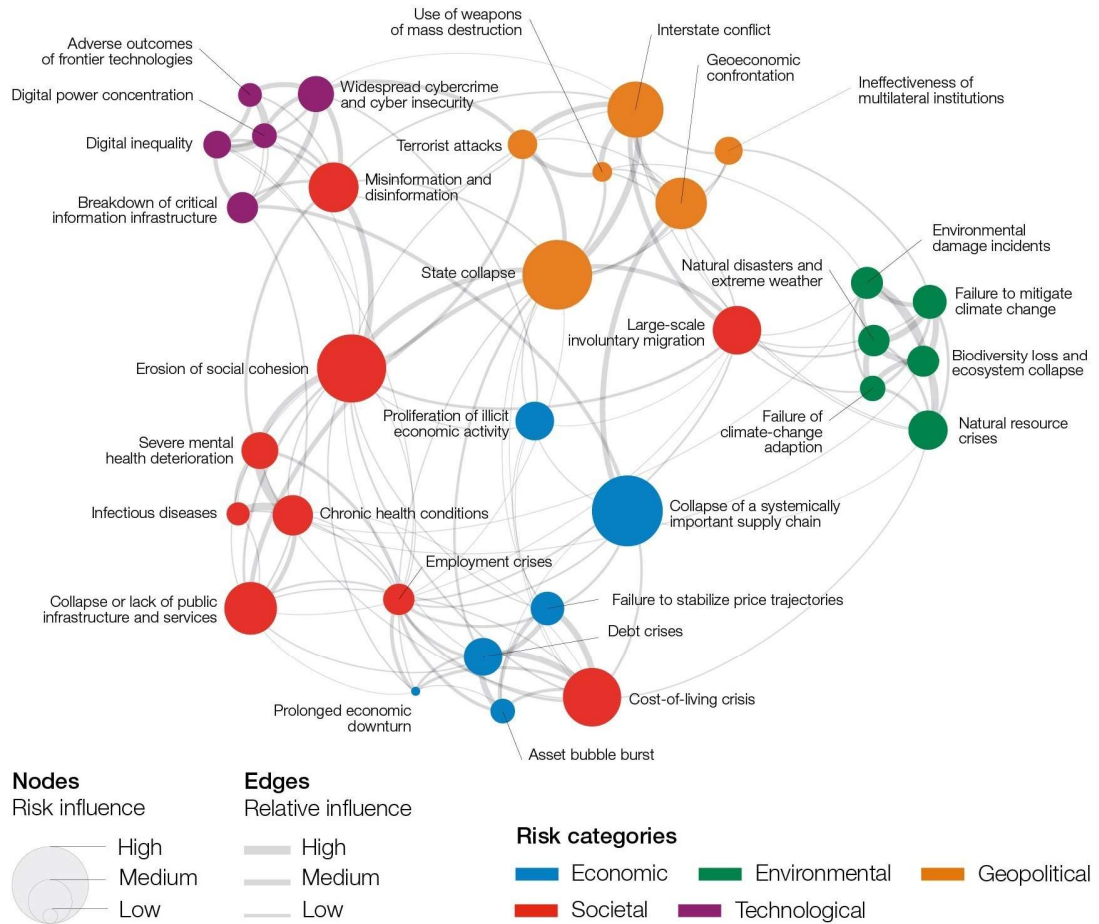 Use of weapons
of mass destruction
Interstate conflict
Adverse outcomes
of frontier technologies
Geoeconomic
confrontation
Ineffectiveness of
multilateral institutions
Digital power concentration
Widespread cybercrime
and cyber insecurity
Digital inequality
Terrorist attacks
Misinformation and
disinformation
Breakdown of critical
information infrastructure
Environmental
damage incidents
State collapse
Natural disasters and
extreme weather
Failure to mitigate
climate change
Large-scale
involuntary migration
Biodiversity loss and
ecosystem collapse
Erosion of social cohesion
Proliferation of illicit
economic activity
Failure of
climate-change
adaption
Natural resource
crises
Severe mental
health deterioration
Infectious diseases
Chronic health conditions
Collapse of a systemically
important supply chain
Employment crises
Collapse or lack of public
infrastructure and services
Failure to stabilize price trajectories
Debt crises
Prolonged economic
downturn
Cost-of-living crisis
Asset bubble burst
Nodes
Risk influence
High
Medium
Low
Edges
Relative influence
High
Medium
Low
Risk categories
Economic
Environmental
Geopolitical
Societal
Technological